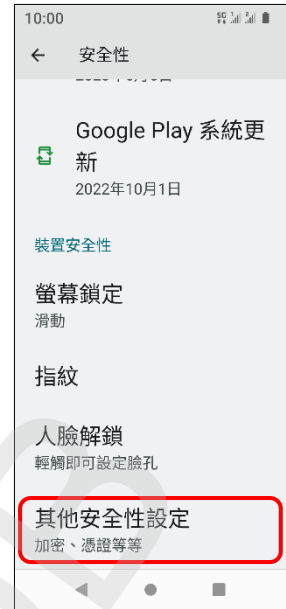 10:00
5G
安全性
Google Play 系統更
新
2022年10月1日
裝置安全性
螢幕鎖定
滑動
指紋
人臉解鎖
輕觸即可設定臉孔
其他安全性設定
加密、憑證等等